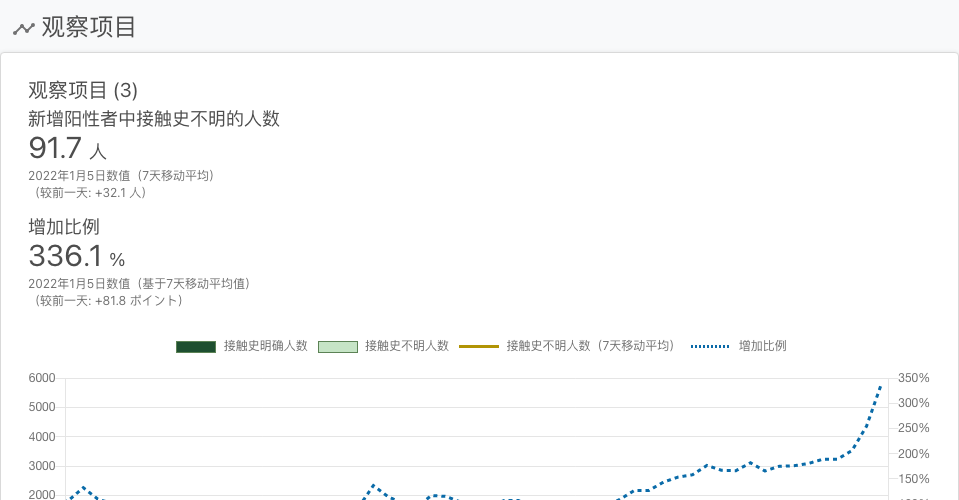 观察项目
观察项目 (3)
新增阳性者中接触史不明的人数
91.7 人
2022年1月5日数值（7天移动平均）
（较前一天: +32.1 人）
增加比例
336.1 %
2022年1月5日数值（基于7天移动平均值）
（较前一天: +81.8 ポイント）
接触史明确人数 接触史不明人数 接触史不明人数（7天移动平均） 增加比例
6000 350%
5000 300%
4000 250%
3000 200%
2000 150%